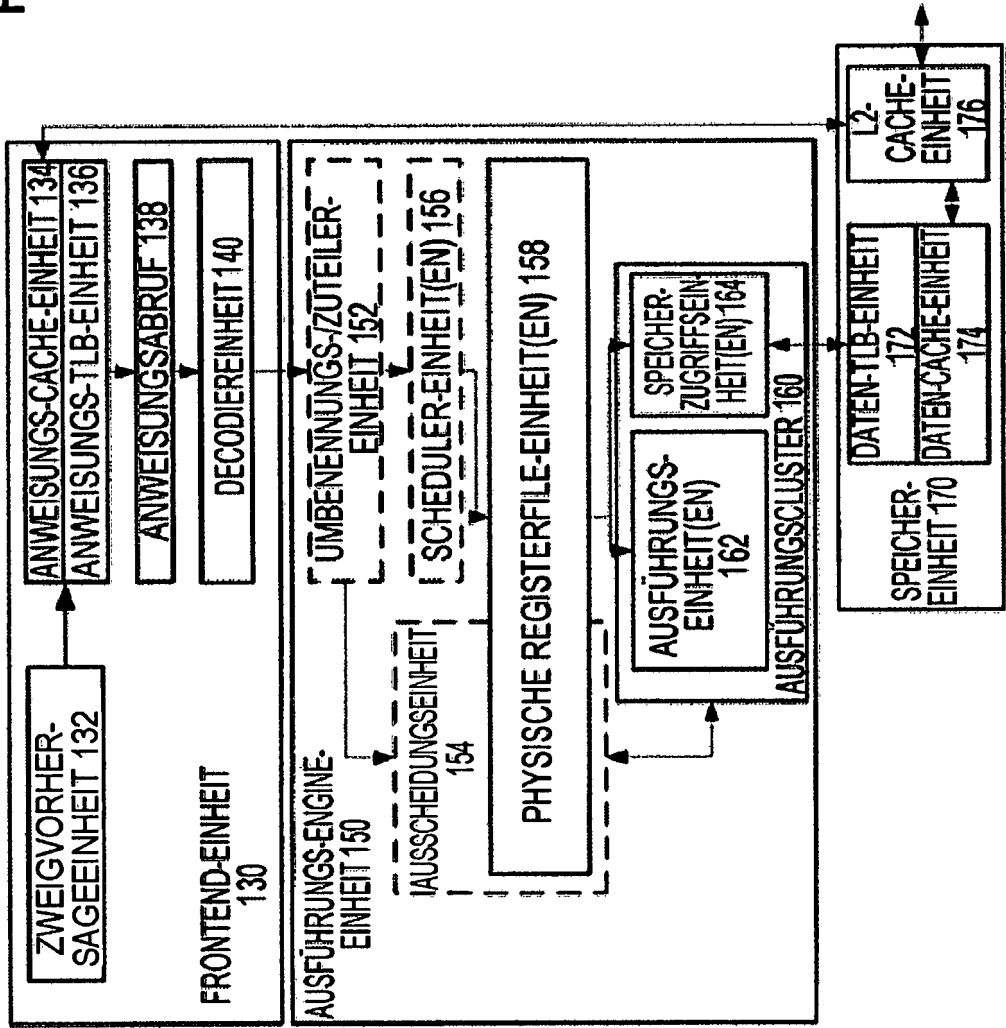 ZWEIGVORHER-
SAGEEINHEIT 132
ANWEISUNGS-CACHE-EINHEIT 134
ANWEISUNGS-TLB-EINHEIT 136
ANWEISUNGSABRUF 138
DECODIEREINHEIT 140
FRONTEND-EINHEIT
130
AUSFÜHRUNGS-ENGINE-
EINHEIT 150
UMBENENNUNGS-/ZUTEILER-
EINHEIT 152
AUSSCHEIDUNGSEINHEIT
154
SCHEDULER-EINHEIT(EN) 156
PHYSISCHE REGISTERFILE-EINHEIT(EN) 158
AUSFÜHRUNGS-
EINHEIT(EN)
162
SPEICHER-
ZUGRIFFSEIN-
HEIT(EN) 164
AUSFÜHRUNGSCLUSTER 160
SPEICHER-
EINHEIT 170
DATEN-TLB-EINHEIT
172
DATEN-CACHE-EINHEIT
174
L2-
CACHE-
EINHEIT
176